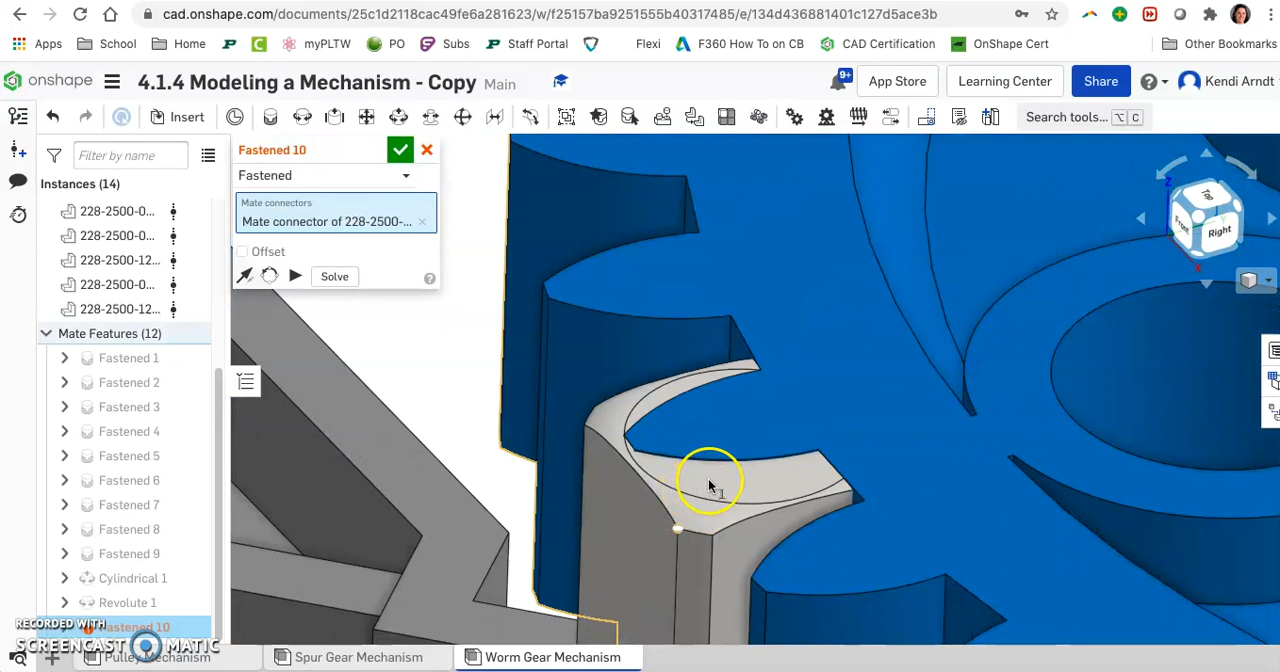 cad.onshape.com/documents/25c1d2118cac49fe6a281623/w/f25157ba9251555b40317485/e/134d436881401c127d5ace3b
Apps School Home myPLTW PO Subs Staff Portal Flexi F360 How To on CB CAD Certification OnShape Cert Other Bookmarks
onshape 4.1.4 Modeling a Mechanism - Copy Main 9+ App Store Learning Center Share Kendi Arndt
Insert Search tools... ⌥ C
Filter by name
Instances (14)
228-2500-0...
228-2500-0...
228-2500-12...
228-2500-0...
228-2500-12...
Mate Features (12)
Fastened 1
Fastened 2
Fastened 3
Fastened 4
Fastened 5
Fastened 6
Fastened 7
Fastened 8
Fastened 9
Cylindrical 1
Revolute 1
Fastened 10
Fastened 10
Fastened
Mate connectors
Mate connector of 228-2500-...
Offset
Solve
Z
Top
Front
Right
X
RECORDED WITH
SCREENCAST MATIC
Pulley Mechanism Spur Gear Mechanism Worm Gear Mechanism